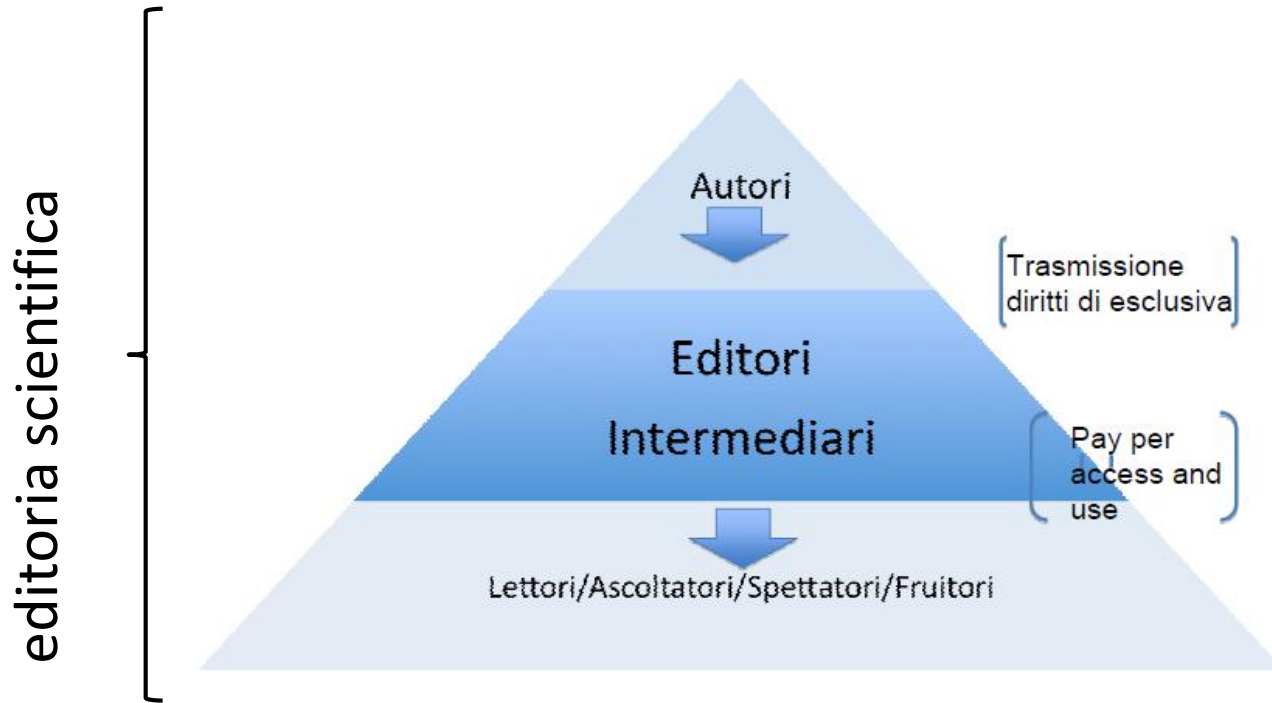 editoria scientifica
Autori
Trasmissione
diritti di esclusiva
Editori
Intermediari
Pay per
access and
use
Lettori/Ascoltatori/Spettatori/Fruitori